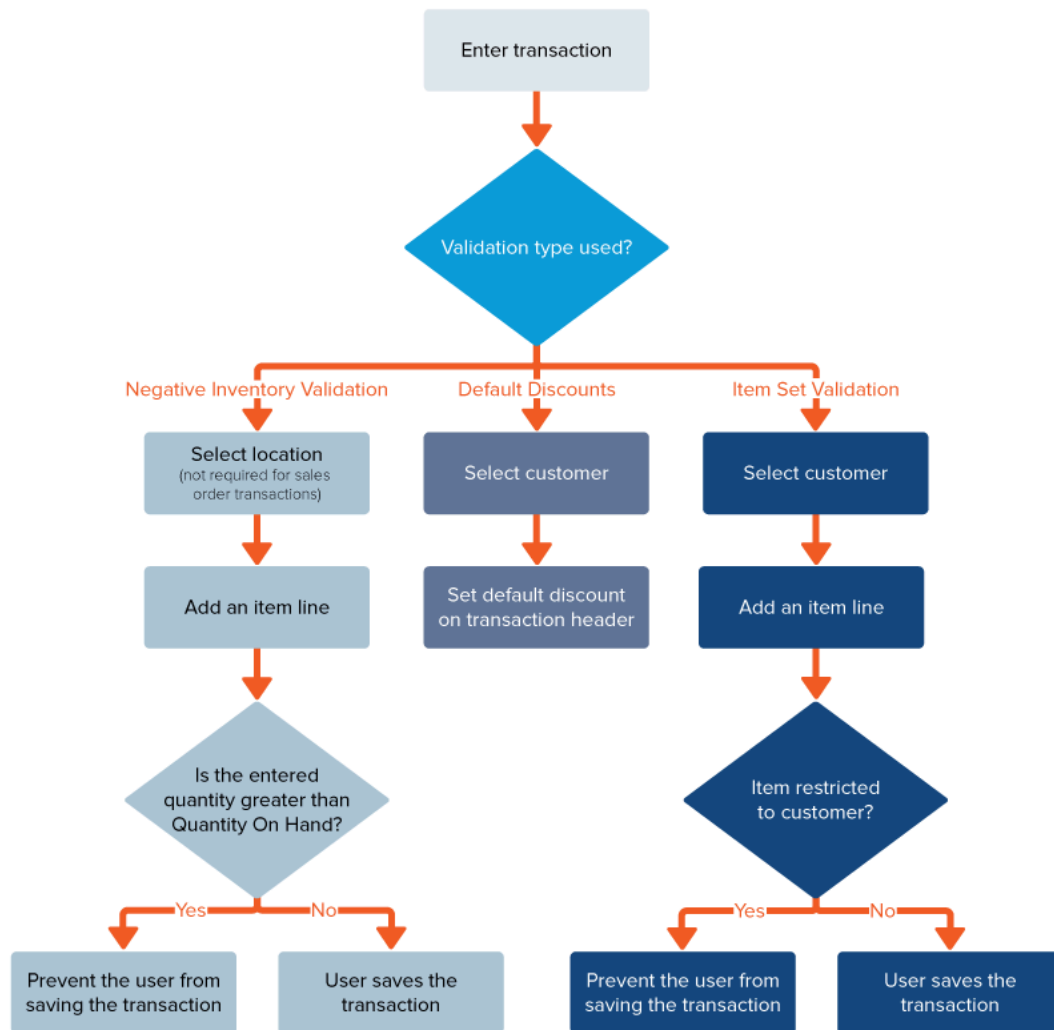 Enter transaction
Validation type used?
Negative Inventory Validation
Default Discounts
Item Set Validation
Select location
(not required for sales
order transactions)
Select customer
Select customer
Add an item line
Set default discount
on transaction header
Add an item line
Is the entered
quantity greater than
Quantity On Hand?
Item restricted
to customer?
Yes
No
Yes
No
Prevent the user from
saving the transaction
User saves the
transaction
Prevent the user from
saving the transaction
User saves the
transaction